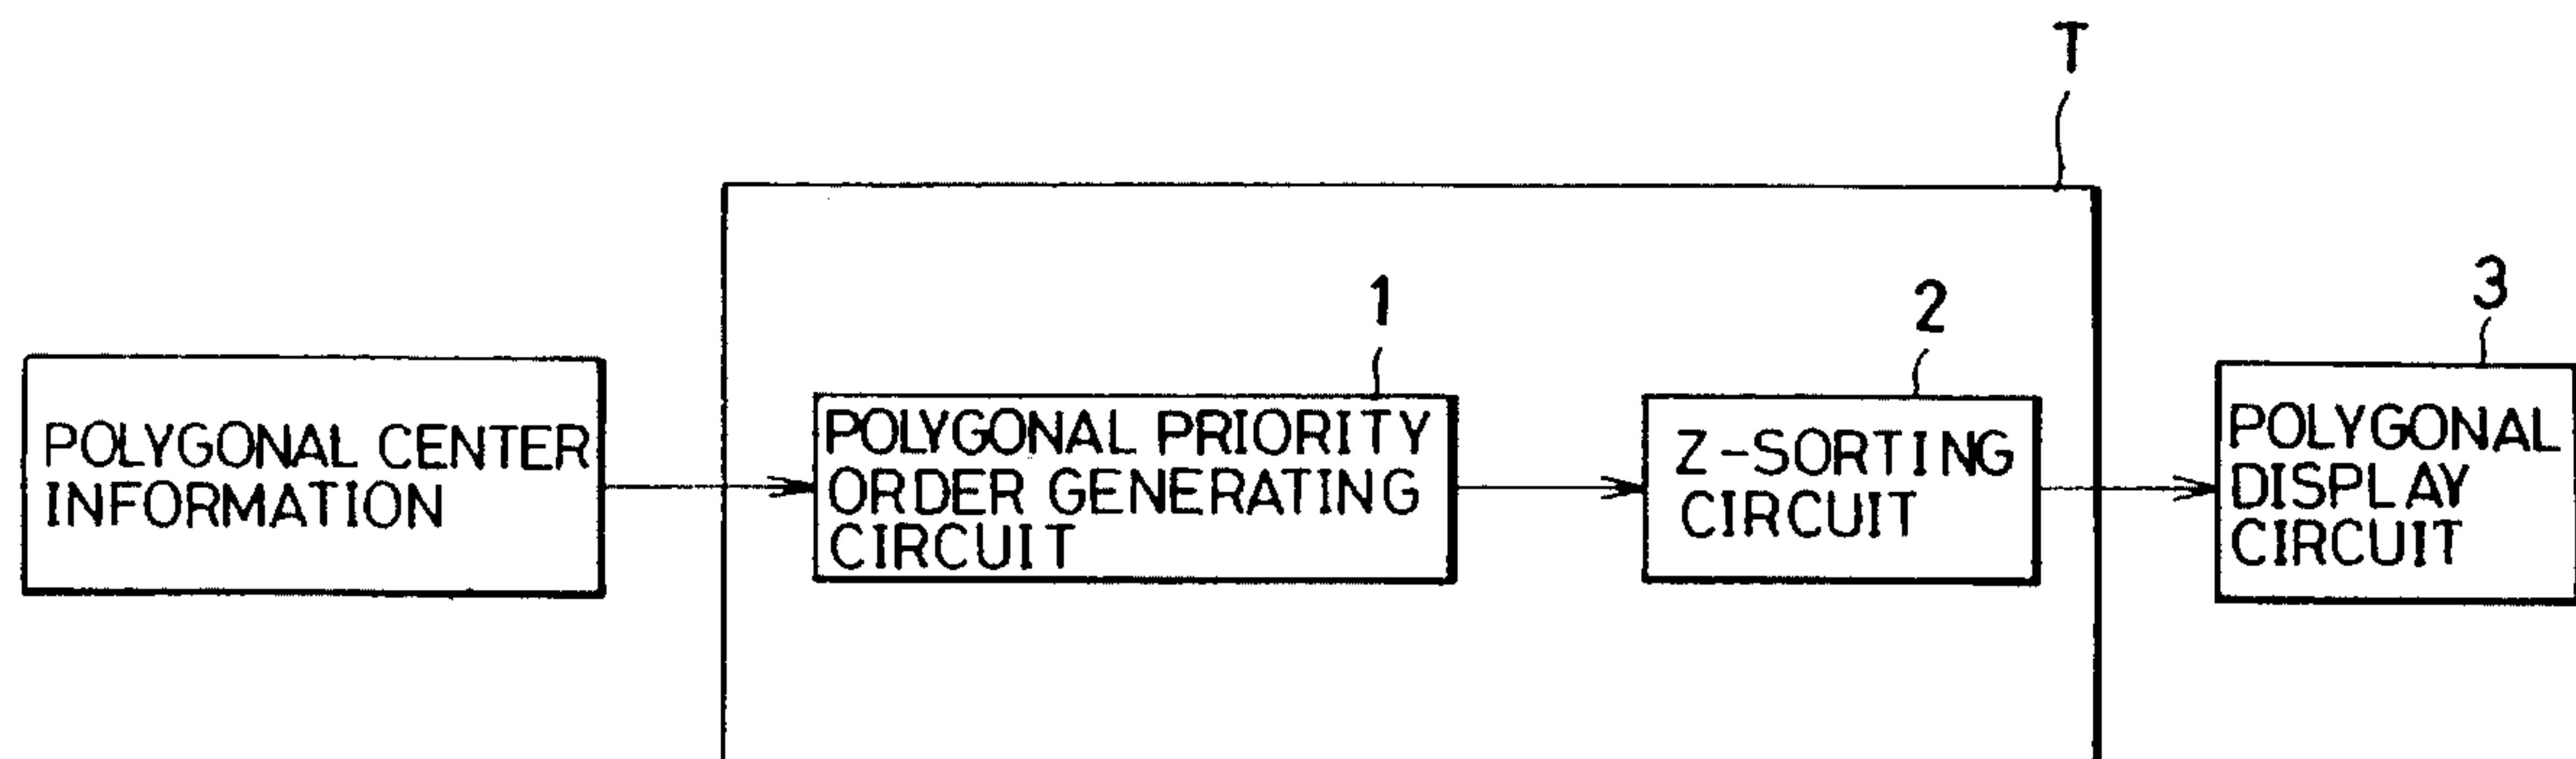 T
1
2
3
POLYGONAL CENTER
INFORMATION
POLYGONAL PRIORITY
ORDER GENERATING
CIRCUIT
Z-SORTING
CIRCUIT
POLYGONAL
DISPLAY
CIRCUIT